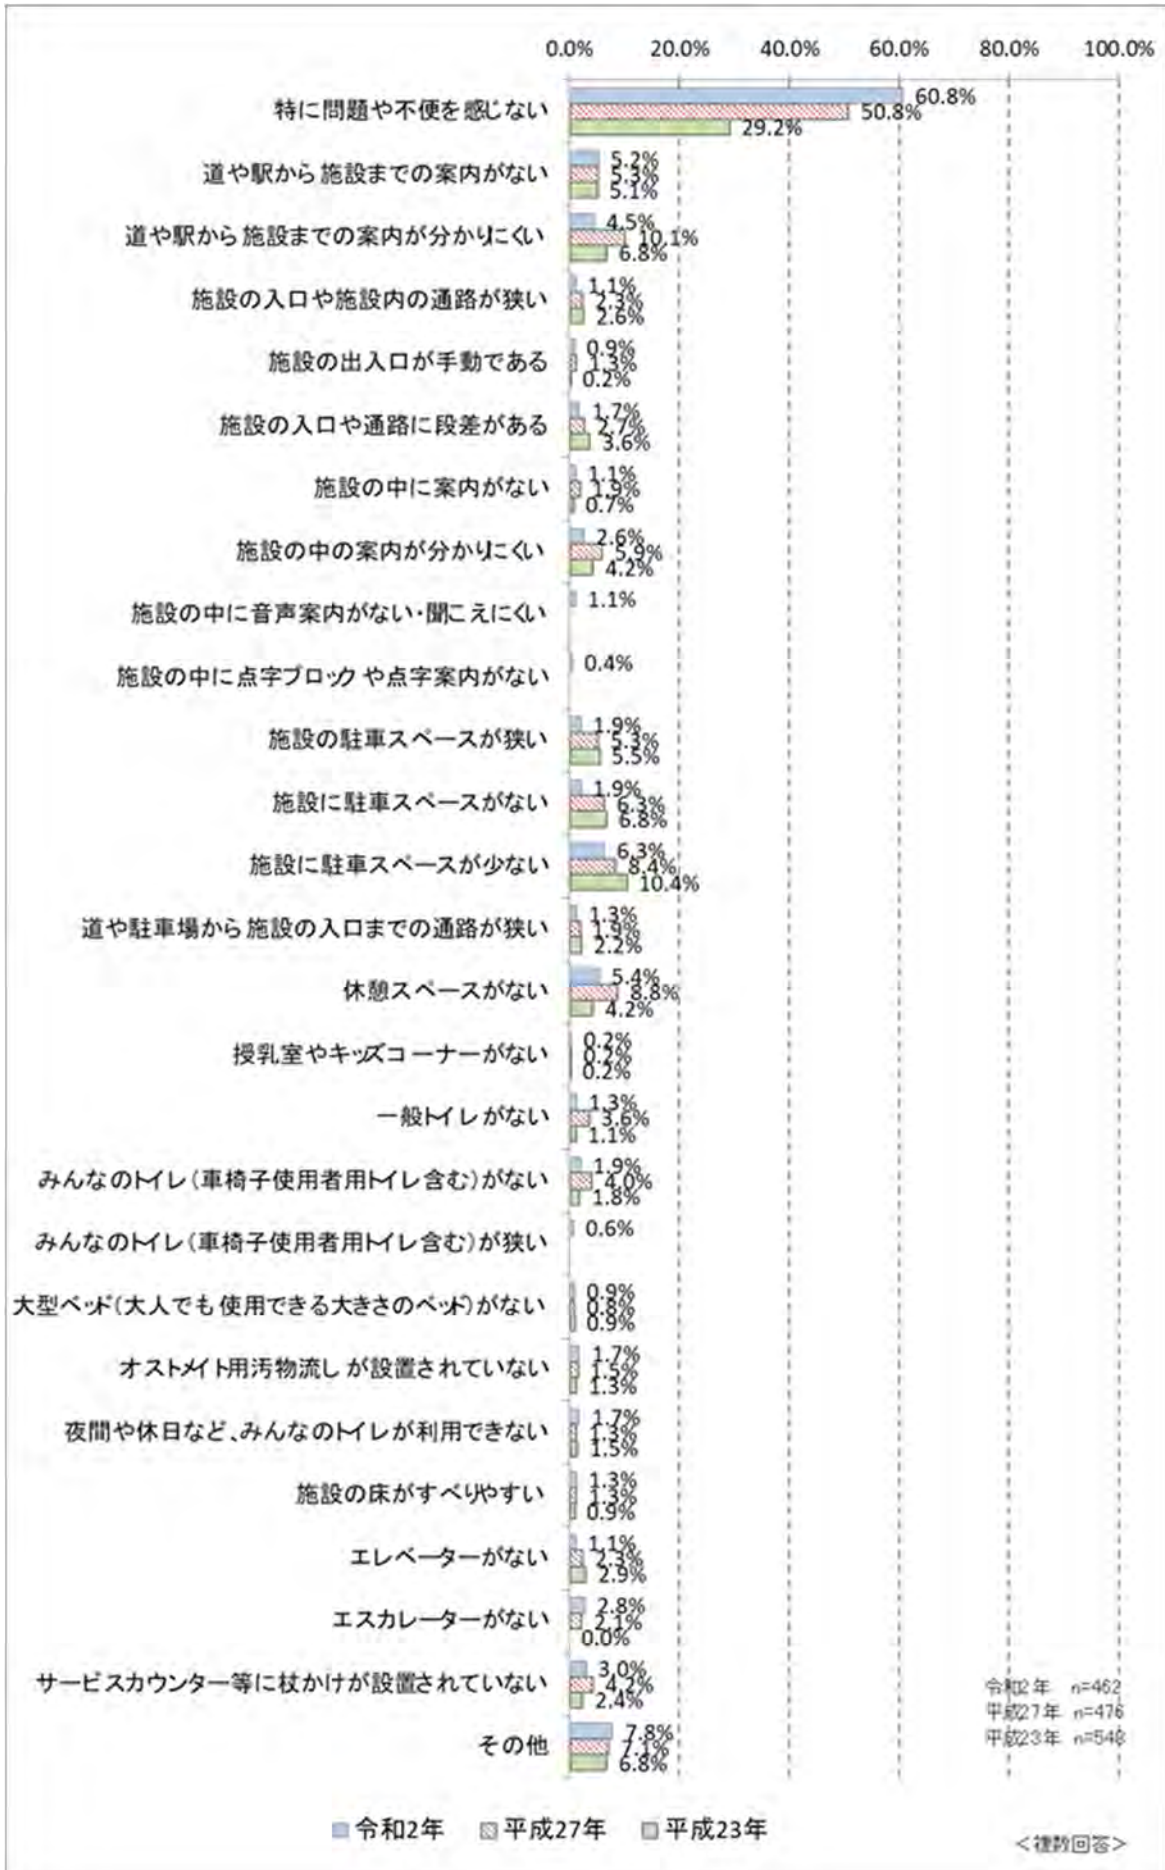 0.0% 20.0% 40.0% 60.0% 80.0% 100.0%
特に問題や不便を感じない
60.8%
50.8%
29.2%
道や駅から施設までの案内がない
5.2%
5.3%
5.1%
道や駅から施設までの案内が分かりにくい
4.5%
10.1%
6.8%
施設の入口や施設内の通路が狭い
1.1%
2.3%
2.6%
施設の出入口が手動である
0.9%
1.3%
0.2%
施設の入口や通路に段差がある
1.7%
2.7%
3.6%
施設の中に案内がない
1.1%
1.9%
0.7%
施設の中の案内が分かりにくい
2.6%
5.9%
4.2%
施設の中に音声案内がない・聞こえにくい
1.1%
施設の中に点字ブロックや点字案内がない
0.4%
施設の駐車スペースが狭い
1.9%
5.3%
5.5%
施設に駐車スペースがない
1.9%
6.3%
6.8%
施設に駐車スペースが少ない
6.3%
8.4%
10.4%
道や駐車場から施設の入口までの通路が狭い
1.3%
1.9%
2.2%
休憩スペースがない
5.4%
8.8%
4.2%
授乳室やキッズコーナーがない
0.2%
0.2%
0.2%
一般トイレがない
1.3%
3.6%
1.1%
みんなのトイレ(車椅子使用者用トイレ含む)がない
1.9%
4.0%
1.8%
みんなのトイレ(車椅子使用者用トイレ含む)が狭い
0.6%
大型ベッド(大人でも使用できる大きさのベッド)がない
0.9%
0.8%
0.9%
オストメイト用汚物流しが設置されていない
1.7%
1.5%
1.3%
夜間や休日など、みんなのトイレが利用できない
1.7%
1.3%
1.5%
施設の床がすべりやすい
1.3%
1.3%
0.9%
エレベーターがない
1.1%
2.3%
2.9%
エスカレーターがない
2.8%
2.1%
0.0%
サービスカウンター等に杖かけが設置されていない
3.0%
4.2%
2.4%
その他
7.8%
7.1%
6.8%
令和2年 n=462
平成27年 n=476
平成23年 n=548
令和2年 平成27年 平成23年
<複数回答>